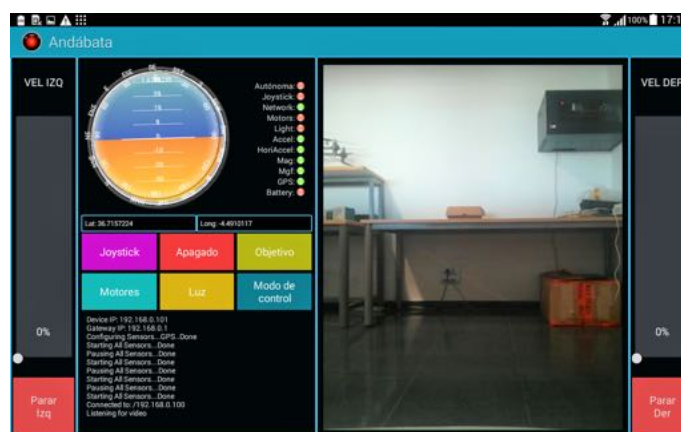 100% 17:1
Andábata
VEL IZQ
0%
Parar
Izq
Autónoma:
Joystick:
Network:
Motors:
Light:
Accel:
HoriAccel:
Mag:
Mgf:
GPS:
Battery:
Lat: 36.7157224
Long: -4.4910117
Joystick
Apagado
Objetivo
Motores
Luz
Modo de
control
Device IP: 192.168.0.101
Gateway IP: 192.168.0.1
Configuring Sensors...GPS..Done
Starting All Sensors...Done
Pausing All Sensors...Done
Starting All Sensors...Done
Pausing All Sensors...Done
Starting All Sensors...Done
Pausing All Sensors...Done
Starting All Sensors...Done
Connected to: /192.168.0.100
Listening for video
VEL DER
0%
Parar
Der